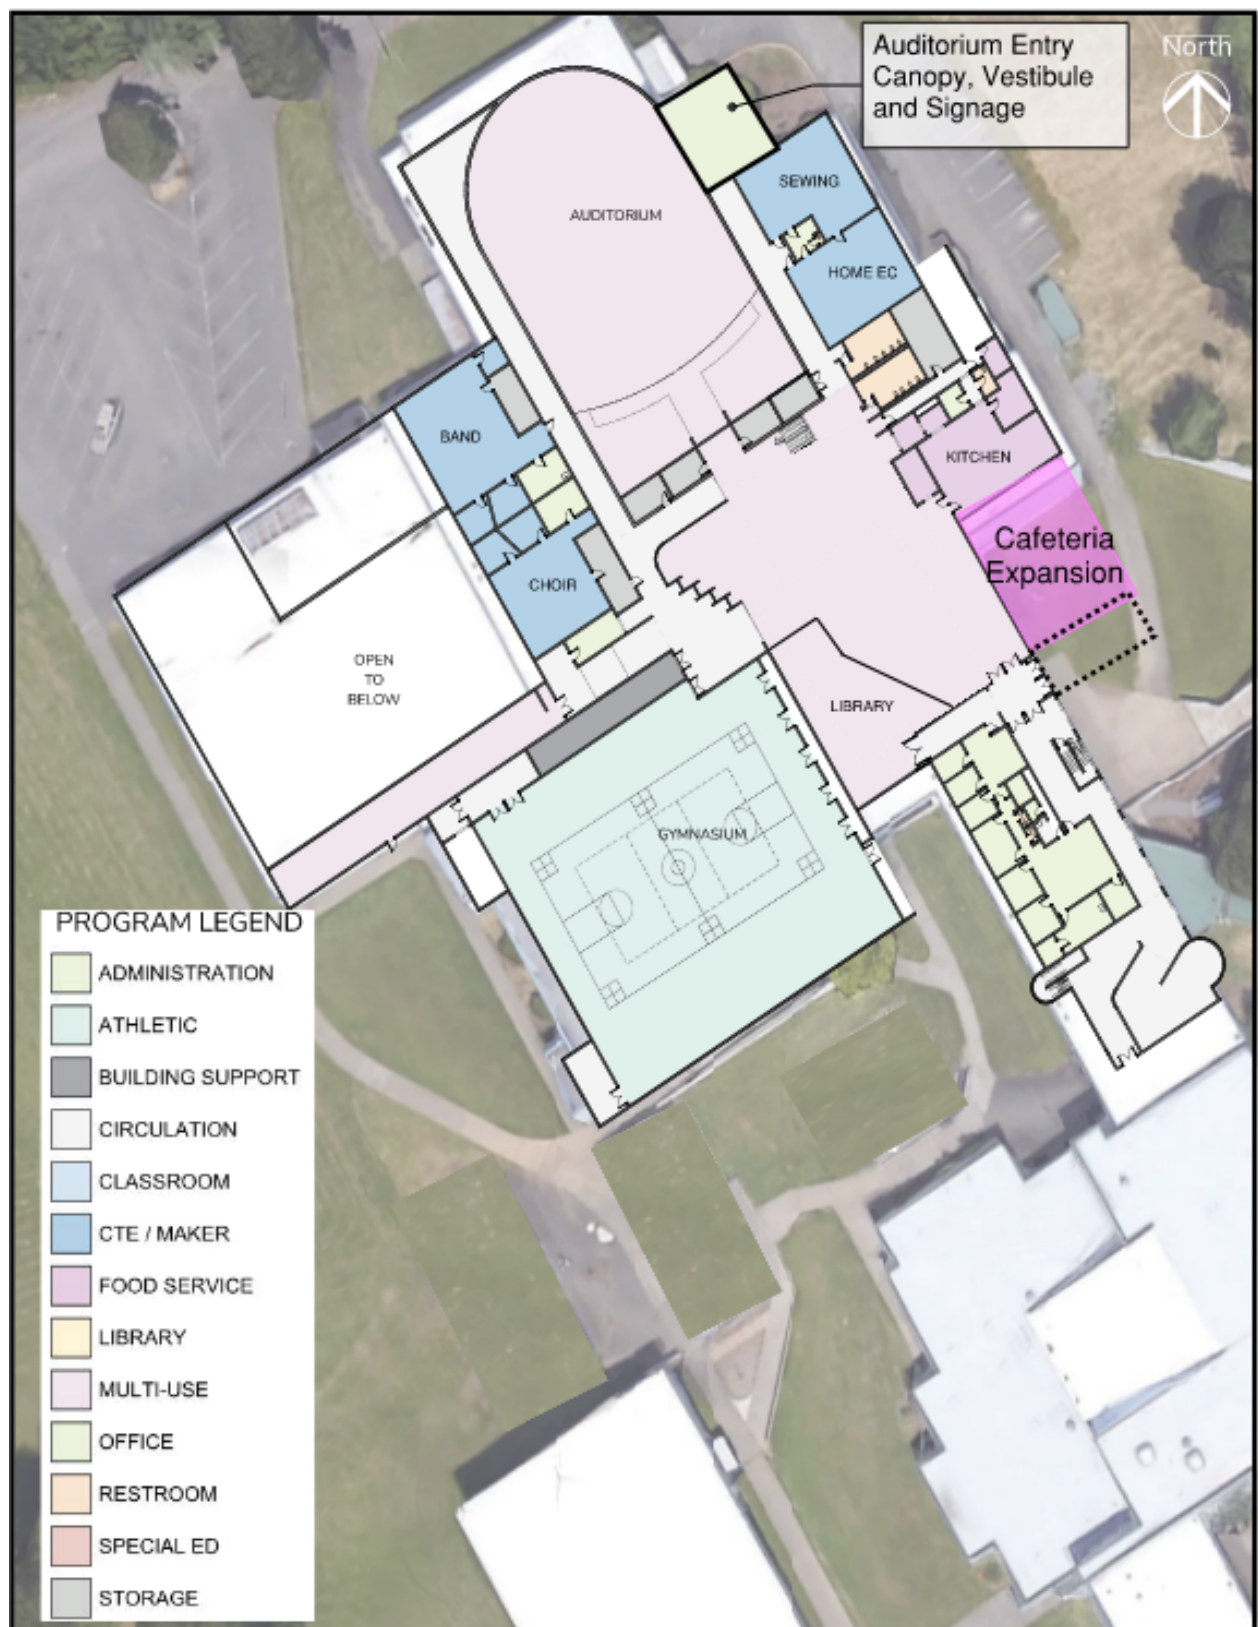 Auditorium Entry
Canopy, Vestibule
and Signage
North
SEWING
AUDITORIUM
HOME EC
BAND
KITCHEN
Cafeteria
Expansion
CHOIR
OPEN
TO
BELOW
LIBRARY
GYMNASIUM
PROGRAM LEGEND
ADMINISTRATION
ATHLETIC
BUILDING SUPPORT
CIRCULATION
CLASSROOM
CTE / MAKER
FOOD SERVICE
LIBRARY
MULTI-USE
OFFICE
RESTROOM
SPECIAL ED
STORAGE